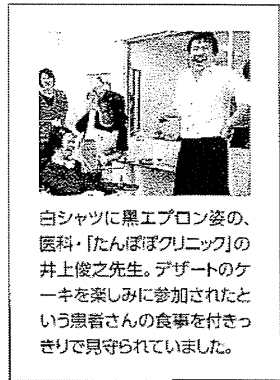 白シャツに黒エプロン姿の、
医科・「たんぽぽクリニック」の
井上俊之先生。デザートのケ
ーキを楽しみに参加されたと
いう患者さんの食事を付きっ
きりで見守られていました。